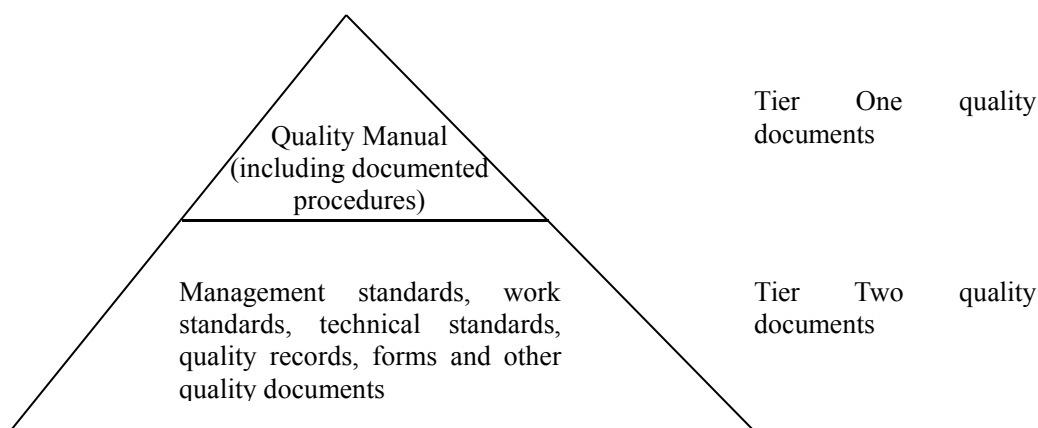 Tier One quality
documents
Quality Manual
(including documented
procedures)
Management standards, work
standards, technical standards,
quality records, forms and other
quality documents
Tier Two quality
documents